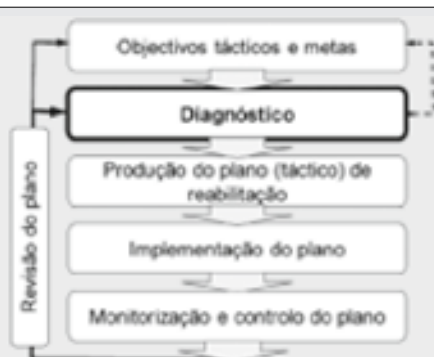 Objectivos tácticos e metas
Diagnóstico
Produção do plano (táctico) de
reabilitação
Implementação do plano
Monitorização e controlo do plano
Revisão do plano